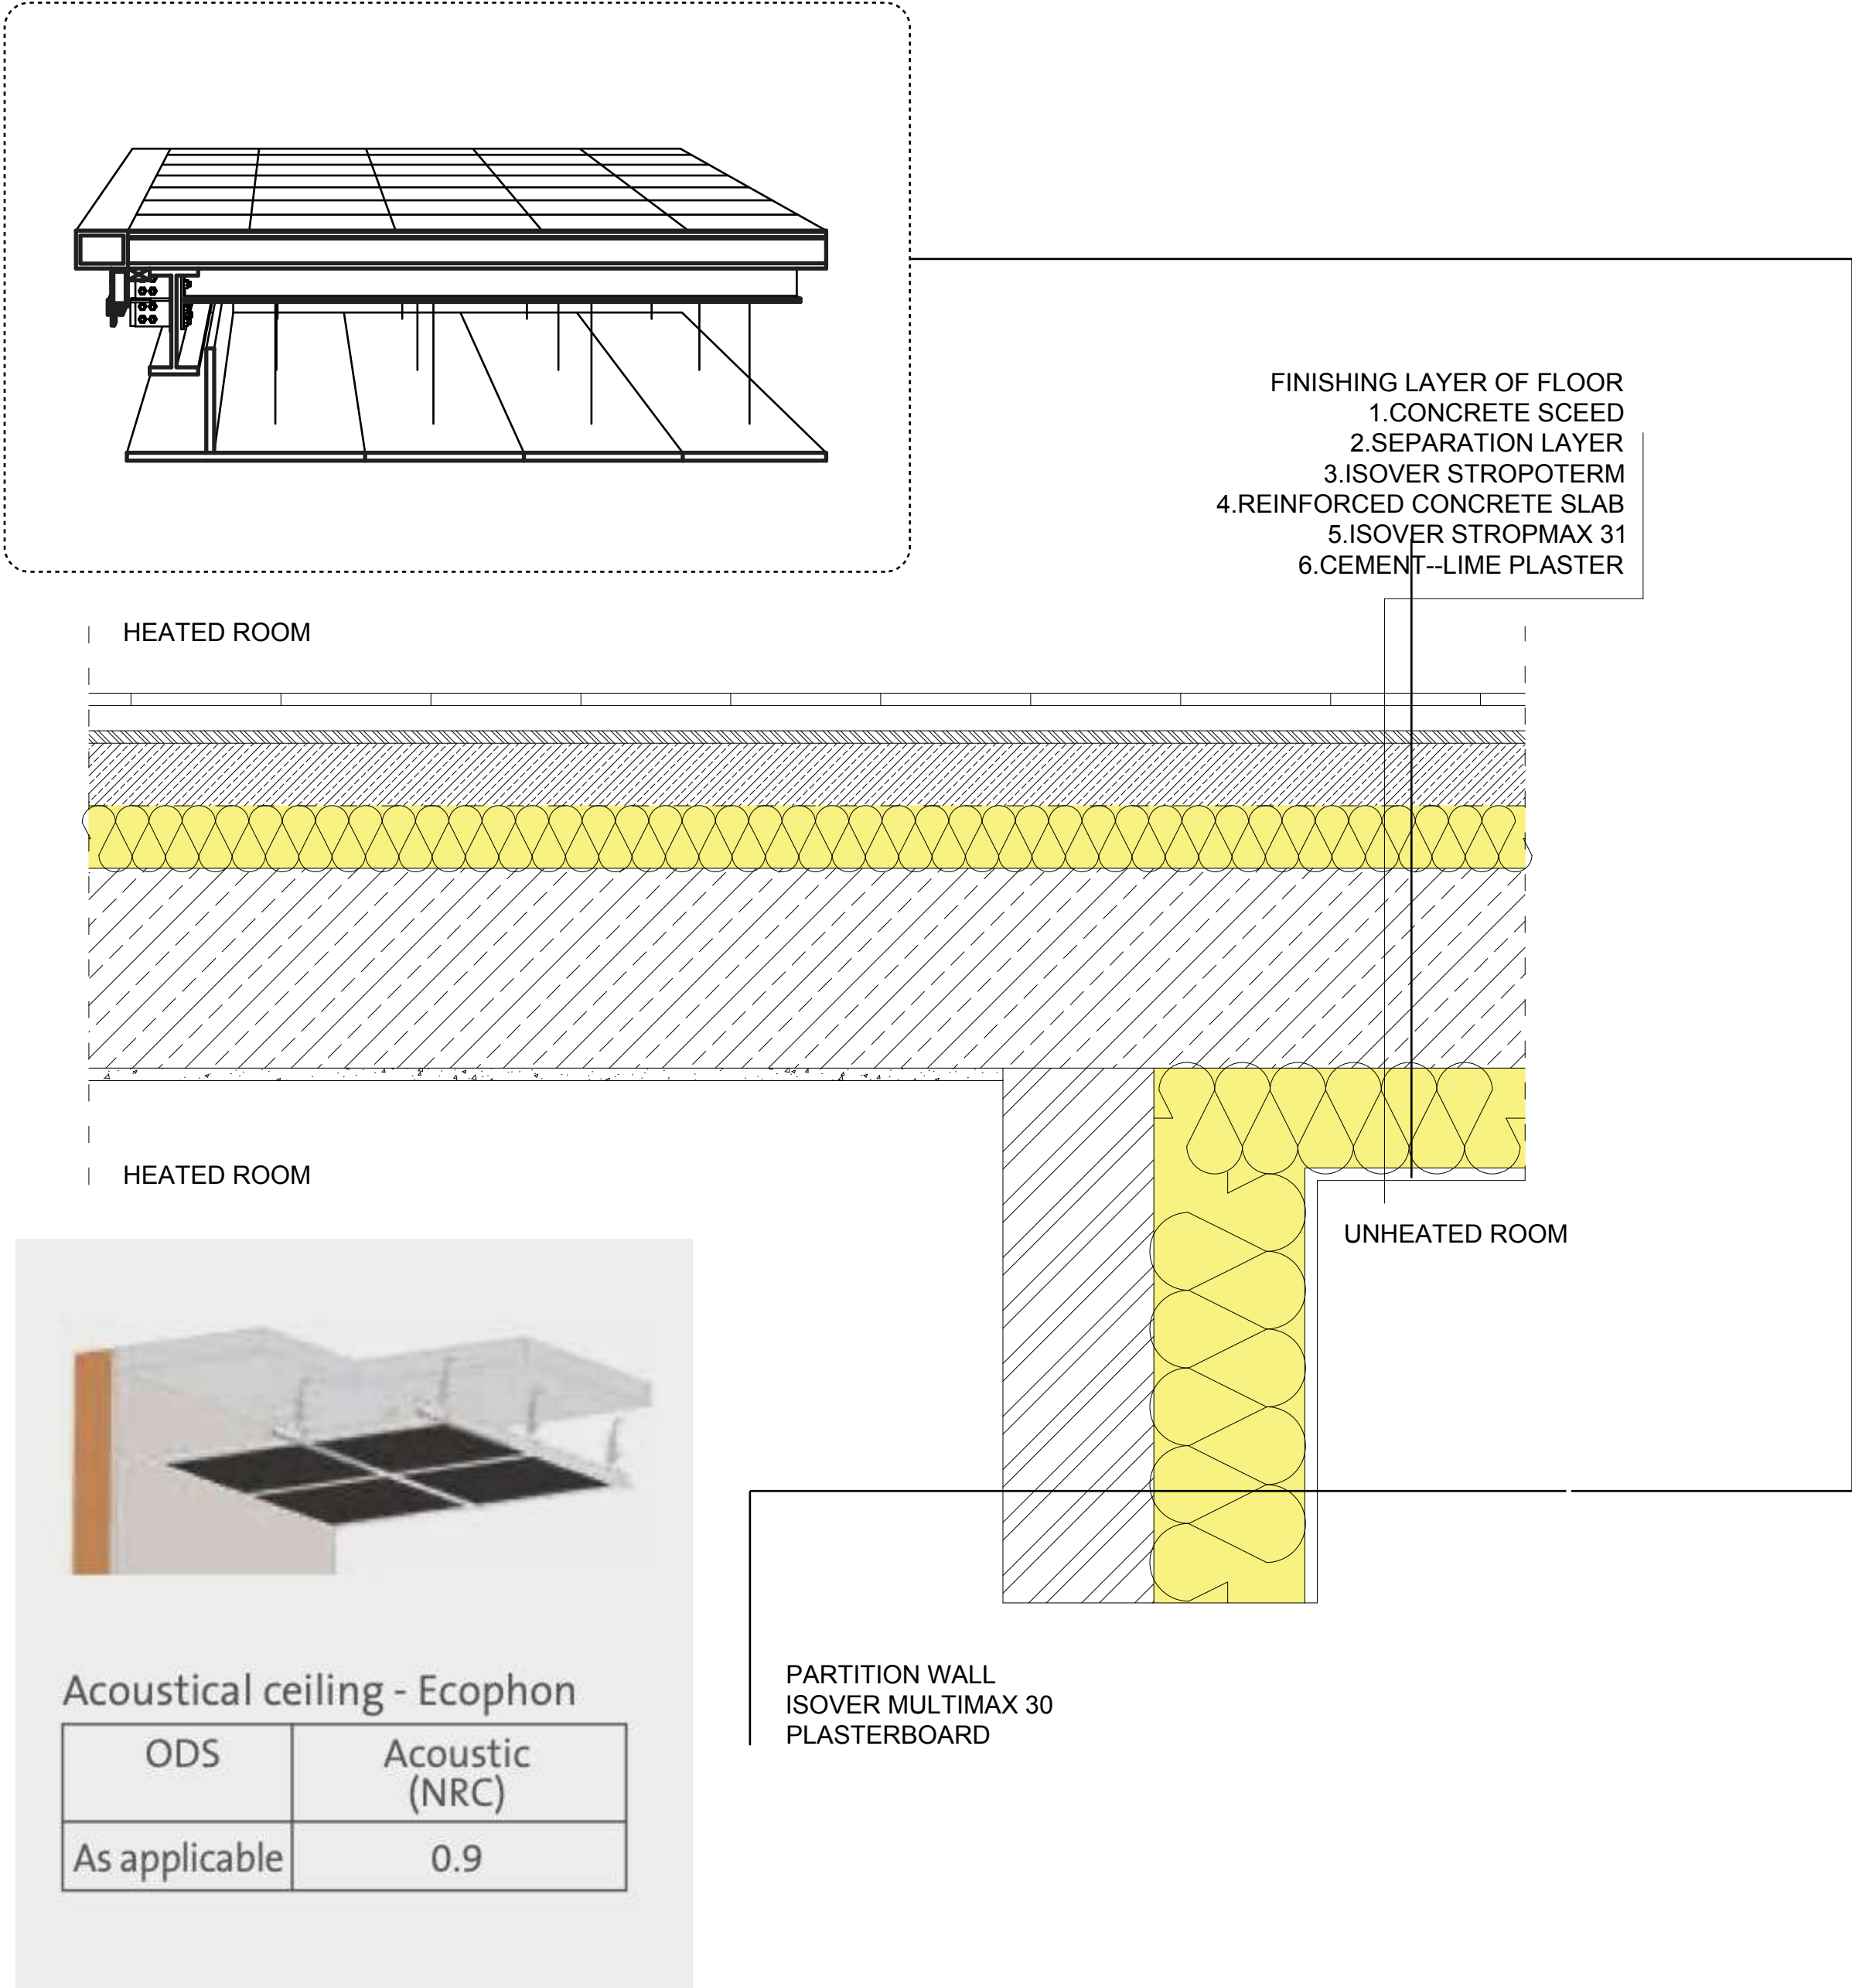 FINISHING LAYER OF FLOOR
1.CONCRETE SCEED
2.SEPARATION LAYER
3.ISOVER STROPOTERM
4.REINFORCED CONCRETE SLAB
5.ISOVER STROPMAX 31
6.CEMENT--LIME PLASTER
HEATED ROOM
HEATED ROOM
UNHEATED ROOM
PARTITION WALL
ISOVER MULTIMAX 30
PLASTERBOARD
Acoustical ceiling - Ecophon
ODS
Acoustic
(NRC)
As applicable
0.9